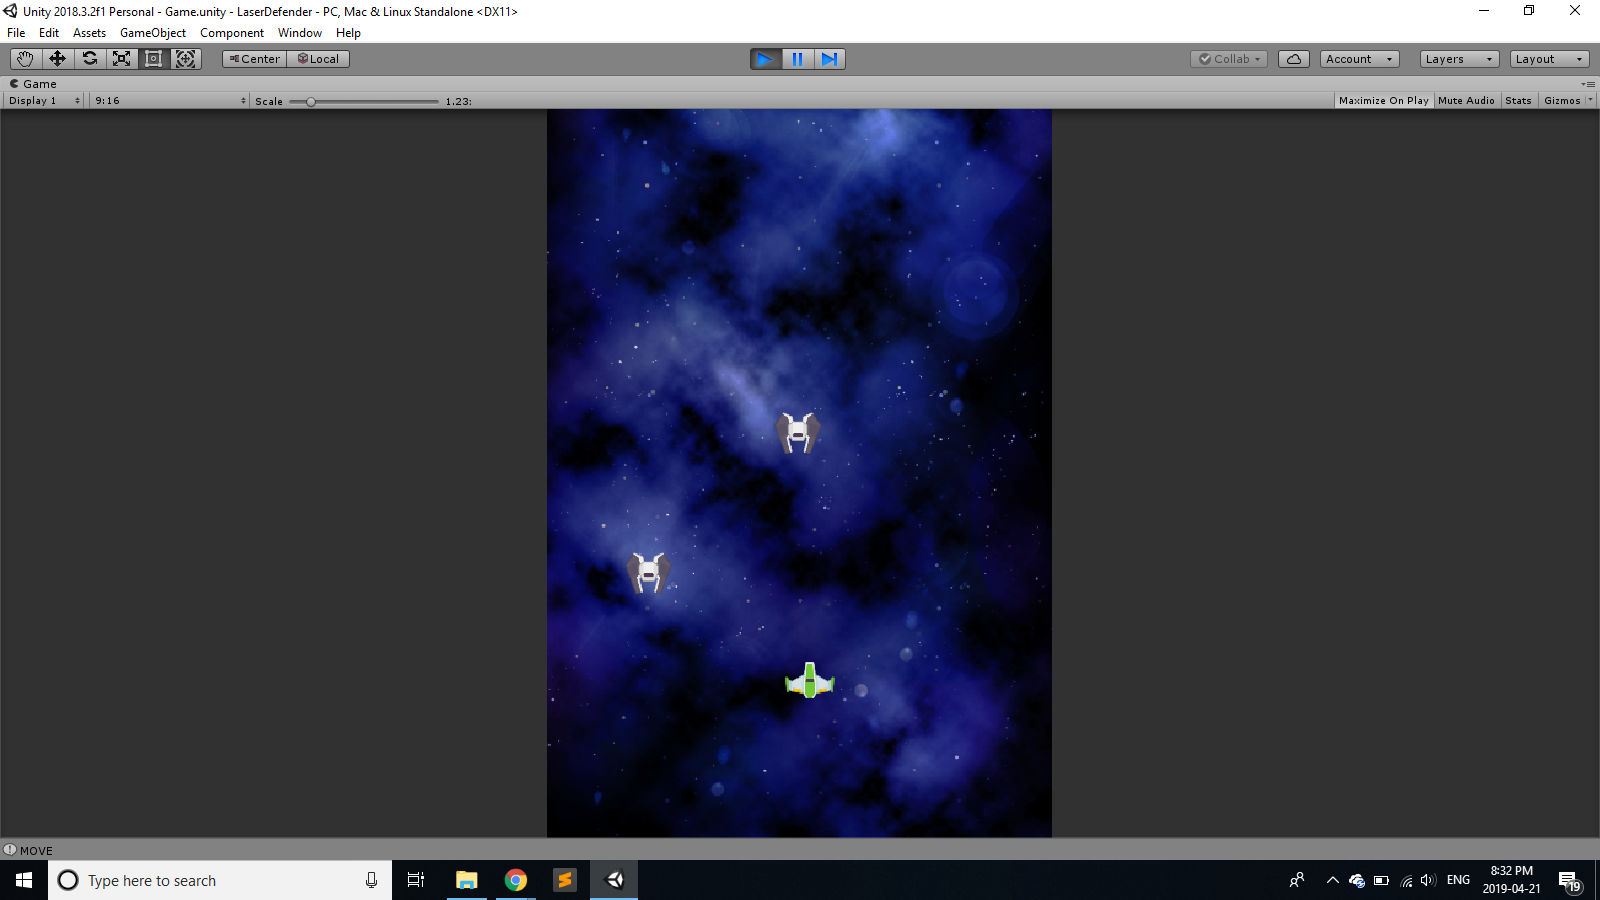 Unity 2018.3.2f1 Personal - Game.unity - LaserDefender - PC, Mac & Linux Standalone <DX11>
File Edit Assets GameObject Component Window Help
Center Local Collab Account Layers Layout
Game
Display 1 9:16 Scale 1.23: Maximize On Play Mute Audio Stats Gizmos
MOVE
Type here to search ENG 8:32 PM
2019-04-21 19